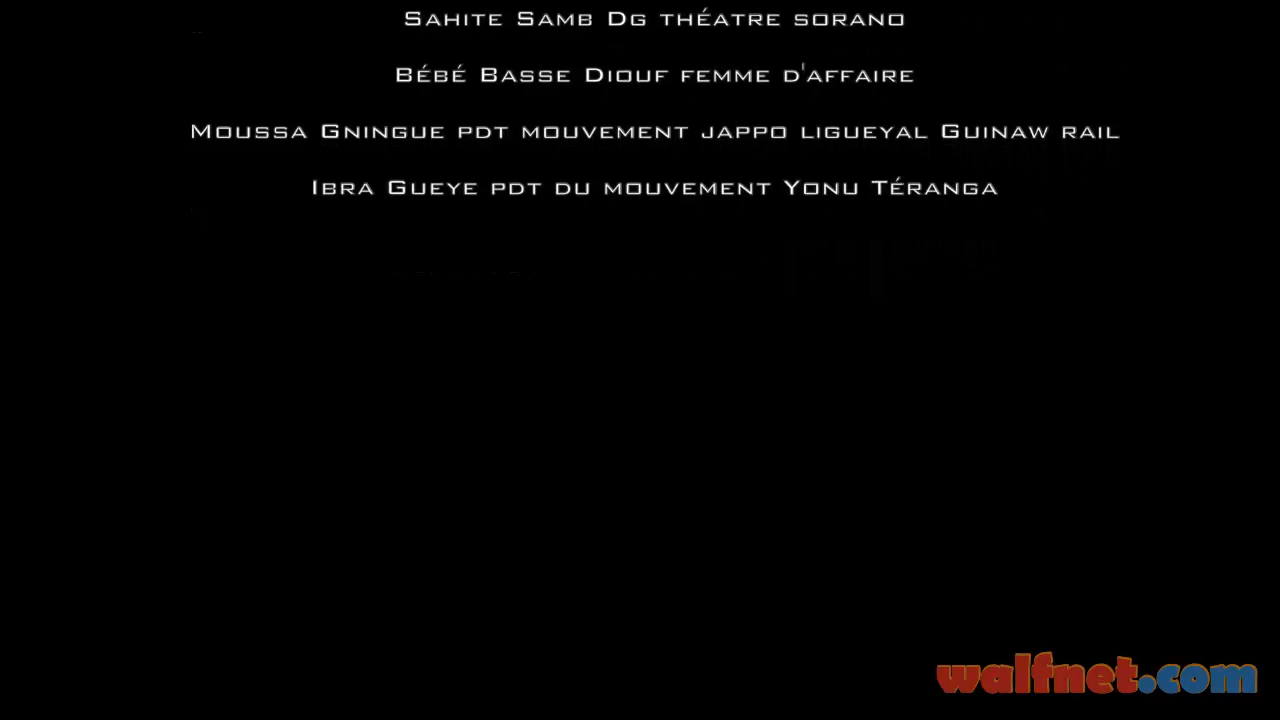 Sahite Samb Dg théatre sorano
Bébé Basse Diouf femme d'affaire
Moussa Gningue pdt mouvement jappo ligueyal Guinaw rail
Ibra Gueye pdt du mouvement Yonu Téranga
walfnet.com